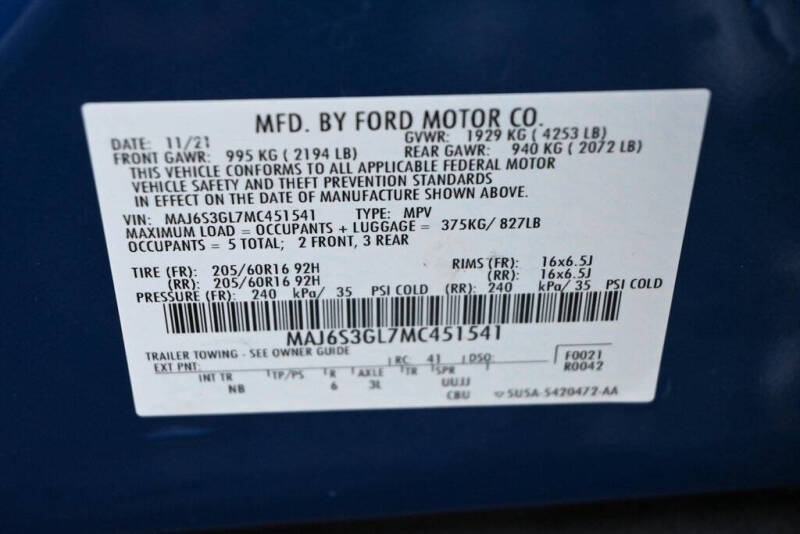 MFD. BY FORD MOTOR CO.
DATE: 11/21 GVWR: 1929 KG ( 4253 LB)
FRONT GAWR: 995 KG ( 2194 LB) REAR GAWR: 940 KG ( 2072 LB)
THIS VEHICLE CONFORMS TO ALL APPLICABLE FEDERAL MOTOR
VEHICLE SAFETY AND THEFT PREVENTION STANDARDS
IN EFFECT ON THE DATE OF MANUFACTURE SHOWN ABOVE.
VIN: MAJ6S3GL7MC451541 TYPE: MPV
MAXIMUM LOAD = OCCUPANTS + LUGGAGE = 375KG/ 827LB
OCCUPANTS = 5 TOTAL; 2 FRONT, 3 REAR
TIRE (FR): 205/60R16 92H RIMS (FR): 16x6.5J
(RR): 205/60R16 92H (RR): 16x6.5J
PRESSURE (FR): 240 kPa/ 35 PSI COLD (RR): 240 kPa/ 35 PSI COLD
MAJ6S3GL7MC451541
TRAILER TOWING - SEE OWNER GUIDE
EXT PNT: RC: 41 DSO: F0021
R0042
INT TR TP/PS R AXLE TR SPR
NB 6 3L UUJJ
CBU SU5A-5420472-AA